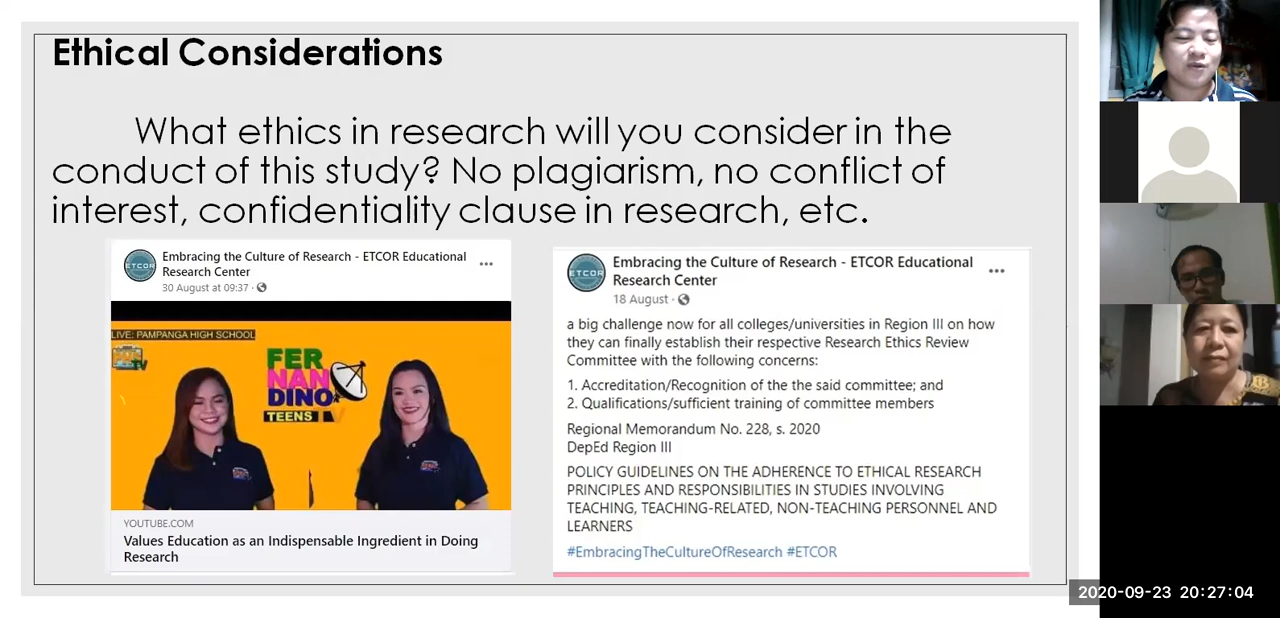 Ethical Considerations
What ethics in research will you consider in the
conduct of this study? No plagiarism, no conflict of
interest, confidentiality clause in research, etc.
ETCOR
Embracing the Culture of Research - ETCOR Educational
Research Center
30 August at 09:37 ·
LIVE: PAMPANGA HIGH SCHOOL
TV
FER
NAN
DINO
TEENS TV
YOUTUBE.COM
Values Education as an Indispensable Ingredient in Doing
Research
ETCOR
Embracing the Culture of Research - ETCOR Educational
Research Center
18 August ·
a big challenge now for all colleges/universities in Region III on how
they can finally establish their respective Research Ethics Review
Committee with the following concerns:
1. Accreditation/Recognition of the the said committee; and
2. Qualifications/sufficient training of committee members
Regional Memorandum No. 228, s. 2020
DepEd Region III
POLICY GUIDELINES ON THE ADHERENCE TO ETHICAL RESEARCH
PRINCIPLES AND RESPONSIBILITIES IN STUDIES INVOLVING
TEACHING, TEACHING-RELATED, NON-TEACHING PERSONNEL AND
LEARNERS
#EmbracingTheCultureOfResearch #ETCOR
2020-09-23 20:27:04